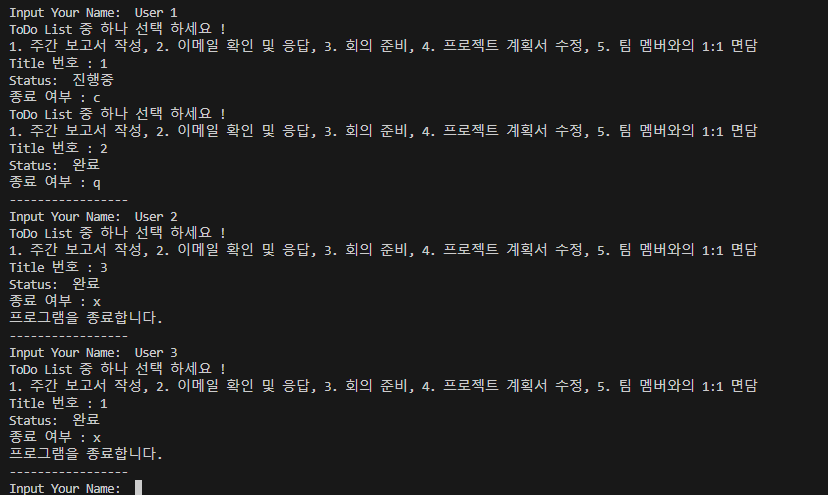 Input Your Name:  User 1
ToDo List 중 하나 선택 하세요 !
1. 주간 보고서 작성, 2. 이메일 확인 및 응답, 3. 회의 준비, 4. 프로젝트 계획서 수정, 5. 팀 멤버와의 1:1 면담
Title 번호 : 1
Status:  진행중
종료 여부 : c
ToDo List 중 하나 선택 하세요 !
1. 주간 보고서 작성, 2. 이메일 확인 및 응답, 3. 회의 준비, 4. 프로젝트 계획서 수정, 5. 팀 멤버와의 1:1 면담
Title 번호 : 2
Status:  완료
종료 여부 : q
-----------------
Input Your Name:  User 2
ToDo List 중 하나 선택 하세요 !
1. 주간 보고서 작성, 2. 이메일 확인 및 응답, 3. 회의 준비, 4. 프로젝트 계획서 수정, 5. 팀 멤버와의 1:1 면담
Title 번호 : 3
Status:  완료
종료 여부 : x
프로그램을 종료합니다.
-----------------
Input Your Name:  User 3
ToDo List 중 하나 선택 하세요 !
1. 주간 보고서 작성, 2. 이메일 확인 및 응답, 3. 회의 준비, 4. 프로젝트 계획서 수정, 5. 팀 멤버와의 1:1 면담
Title 번호 : 1
Status:  완료
종료 여부 : x
프로그램을 종료합니다.
-----------------
Input Your Name: